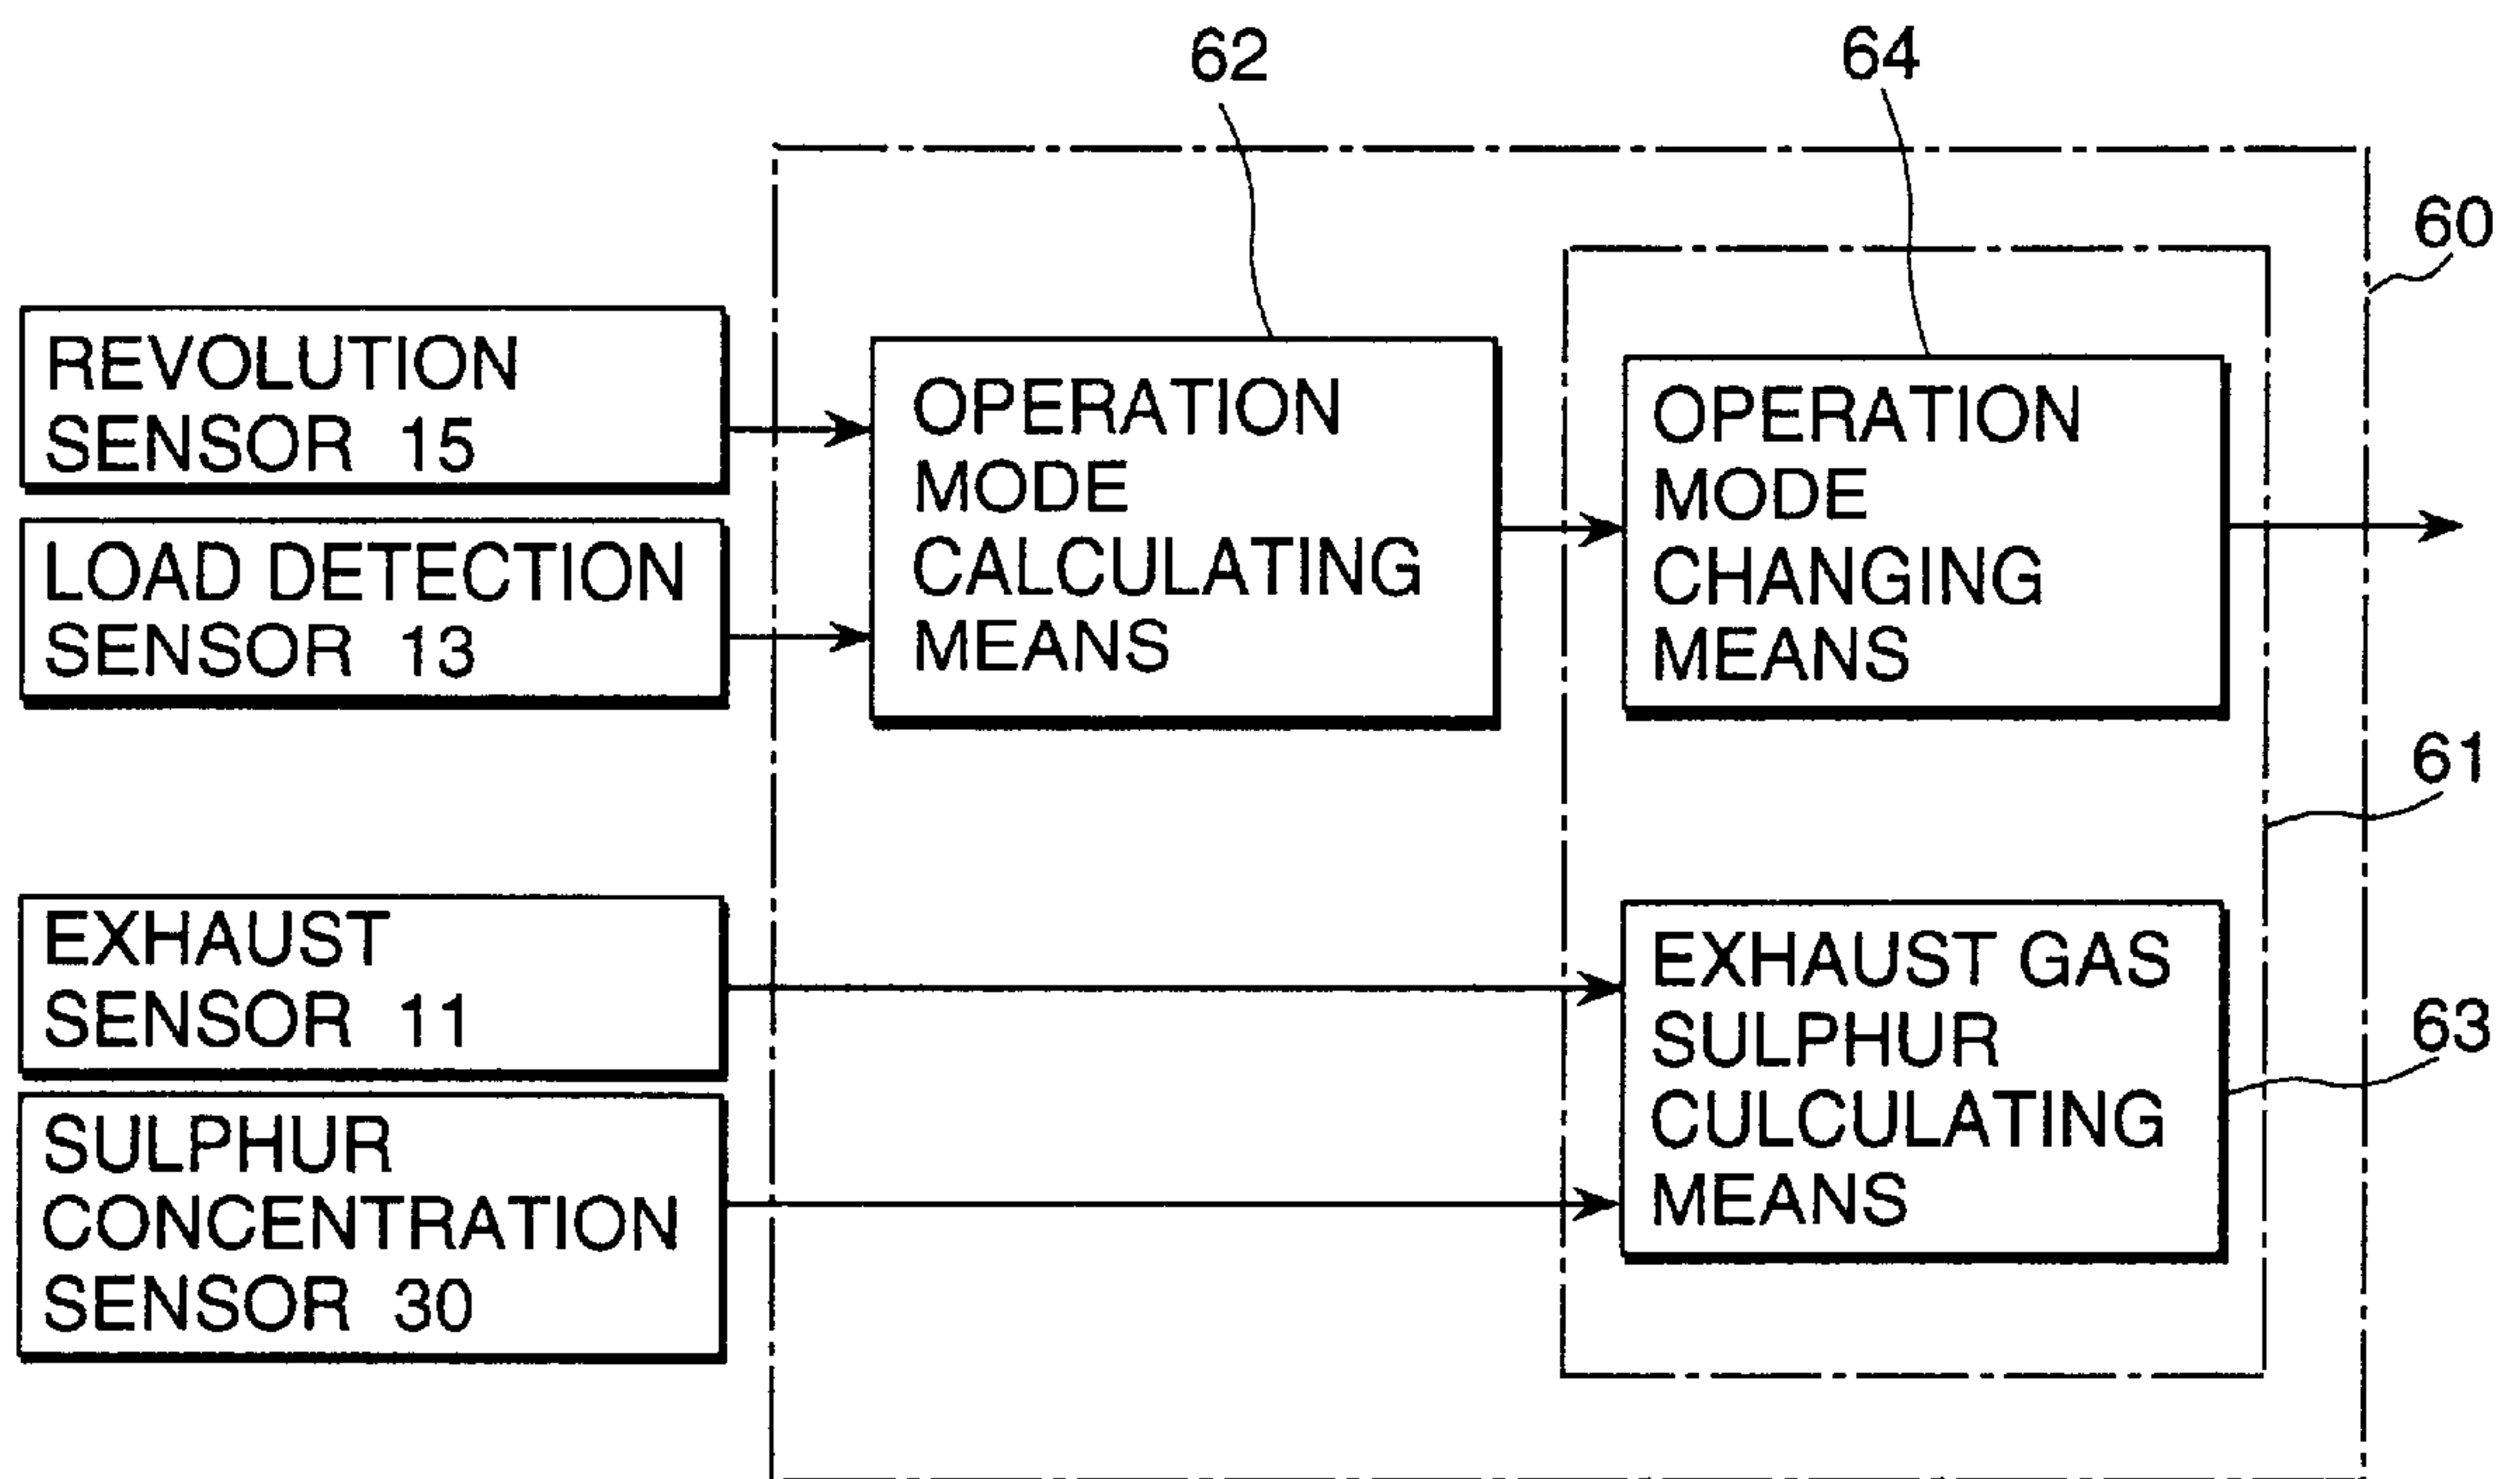 62
64
60
REVOLUTION
SENSOR 15
LOAD DETECTION
SENSOR 13
OPERATION
MODE
CALCULATING
MEANS
OPERATION
MODE
CHANGING
MEANS
61
EXHAUST
SENSOR 11
SULPHUR
CONCENTRATION
SENSOR 30
EXHAUST GAS
SULPHUR
CULCULATING
MEANS
63